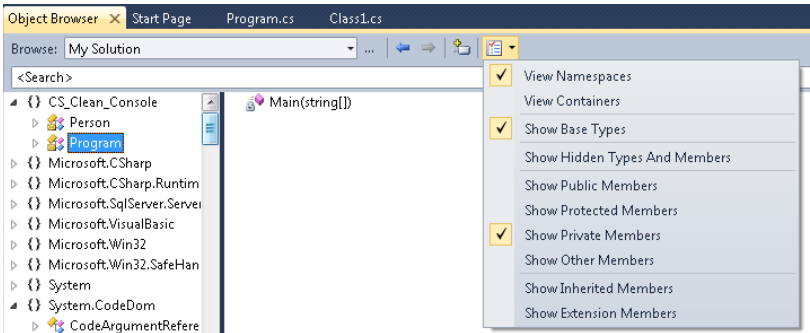 Object Browser Start Page Program.cs Class1.cs
Browse: My Solution ...
<Search>
{} CS_Clean_Console
Person
Program
{} Microsoft.CSharp
{} Microsoft.CSharp.Runtim
{} Microsoft.SqlServer.Server
{} Microsoft.VisualBasic
{} Microsoft.Win32
{} Microsoft.Win32.SafeHan
{} System
{} System.CodeDom
CodeArgumentRefere
Main(string[])
View Namespaces
View Containers
Show Base Types
Show Hidden Types And Members
Show Public Members
Show Protected Members
Show Private Members
Show Other Members
Show Inherited Members
Show Extension Members